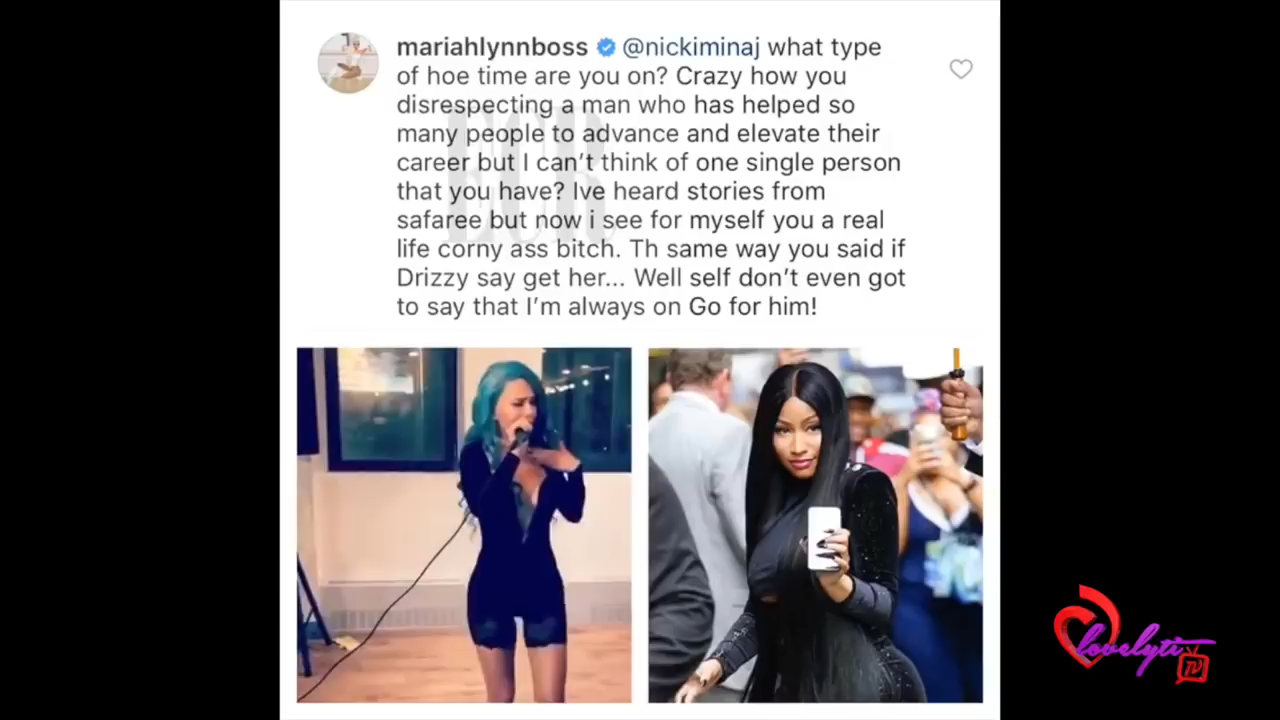 mariahlynnboss @nickiminaj what type
of hoe time are you on? Crazy how you
disrespecting a man who has helped so
many people to advance and elevate their
career but I can't think of one single person
that you have? Ive heard stories from
safaree but now i see for myself you a real
life corny ass bitch. Th same way you said if
Drizzy say get her... Well self don't even got
to say that I'm always on Go for him!
ECR
lovelyti
TV